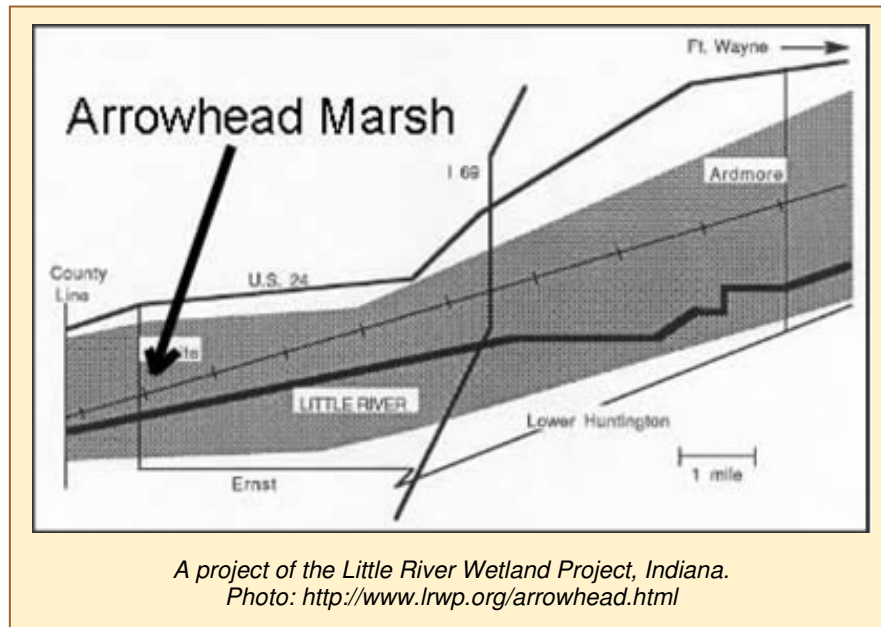 Ft. Wayne
Arrowhead Marsh
I 69
Ardmore
County
Line
U.S. 24
LITTLE RIVER
Lower Huntington
Ernst
1 mile
A project of the Little River Wetland Project, Indiana.
Photo: http://www.lrwp.org/arrowhead.html